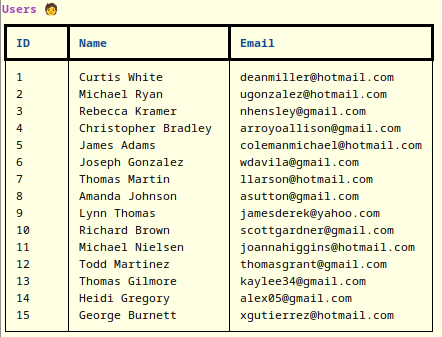 Users 🧑
ID Name Email
1 Curtis White deanmiller@hotmail.com
2 Michael Ryan ugonzalez@hotmail.com
3 Rebecca Kramer nhensley@gmail.com
4 Christopher Bradley arroyoallison@gmail.com
5 James Adams colemanmichael@hotmail.com
6 Joseph Gonzalez wdavila@gmail.com
7 Thomas Martin llarson@hotmail.com
8 Amanda Johnson asutton@gmail.com
9 Lynn Thomas jamesderek@yahoo.com
10 Richard Brown scottgardner@gmail.com
11 Michael Nielsen joannahiggins@hotmail.com
12 Todd Martinez thomasgrant@gmail.com
13 Thomas Gilmore kaylee34@gmail.com
14 Heidi Gregory alex05@gmail.com
15 George Burnett xgutierrez@hotmail.com